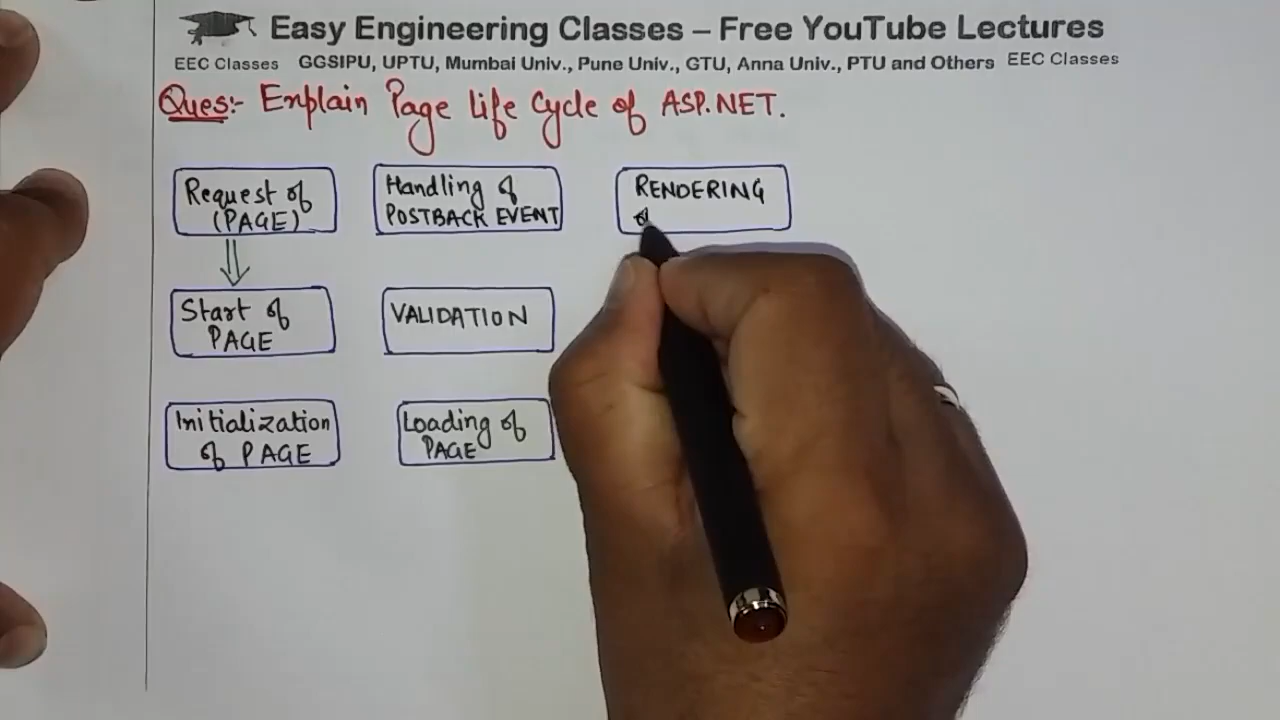 Easy Engineering Classes – Free YouTube Lectures
EEC Classes GGSIPU, UPTU, Mumbai Univ., Pune Univ., GTU, Anna Univ., PTU and Others EEC Classes
Ques:- Explain Page life Cycle of ASP.NET.
Request of
(PAGE)
Handling of
POSTBACK EVENT
RENDERING
of
Start of
PAGE
VALIDATION
Initialization
of PAGE
Loading of
PAGE